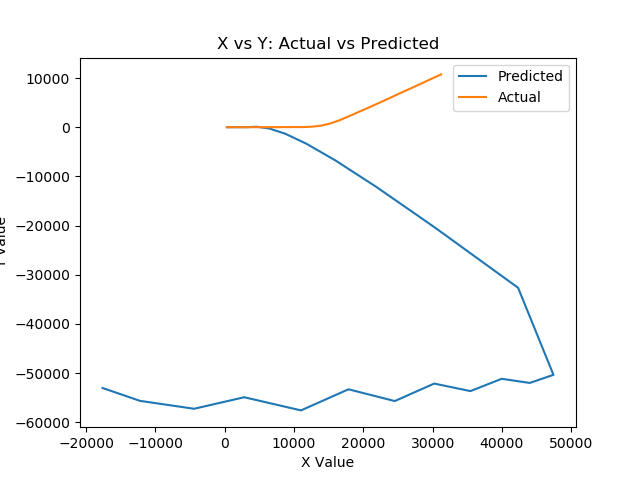 X vs Y: Actual vs Predicted
Predicted
Actual
10000
0
−10000
−20000
−30000
−40000
−50000
−60000
Value
−20000 −10000 0 10000 20000 30000 40000 50000
X Value